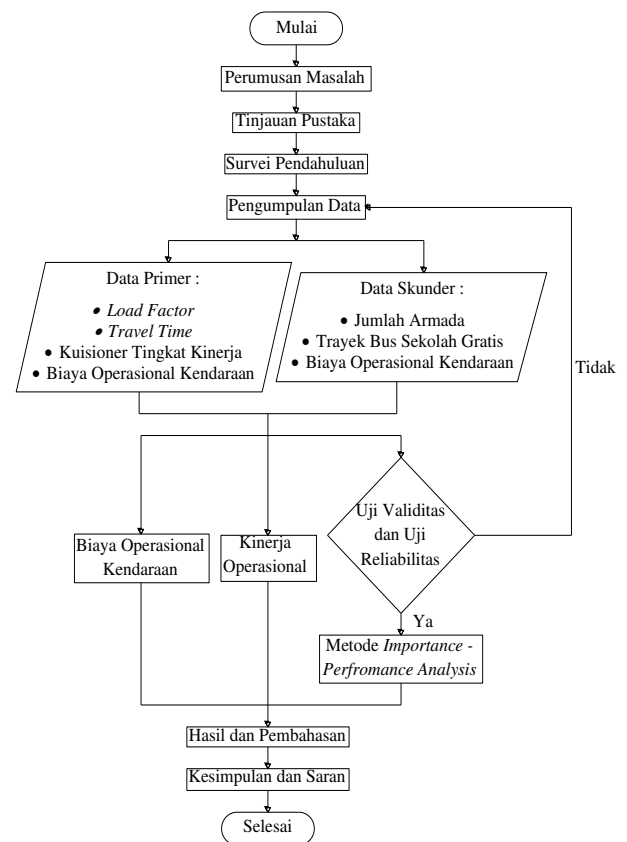 Mulai
Perumusan Masalah
Tinjauan Pustaka
Survei Pendahuluan
Pengumpulan Data
Data Primer :
• Load Factor
• Travel Time
• Kuisioner Tingkat Kinerja
• Biaya Operasional Kendaraan
Data Skunder :
• Jumlah Armada
• Trayek Bus Sekolah Gratis
• Biaya Operasional Kendaraan
Tidak
Biaya Operasional
Kendaraan
Kinerja
Operasional
Uji Validitas
dan Uji
Reliabilitas
Ya
Metode Importance -
Perfromance Analysis
Hasil dan Pembahasan
Kesimpulan dan Saran
Selesai